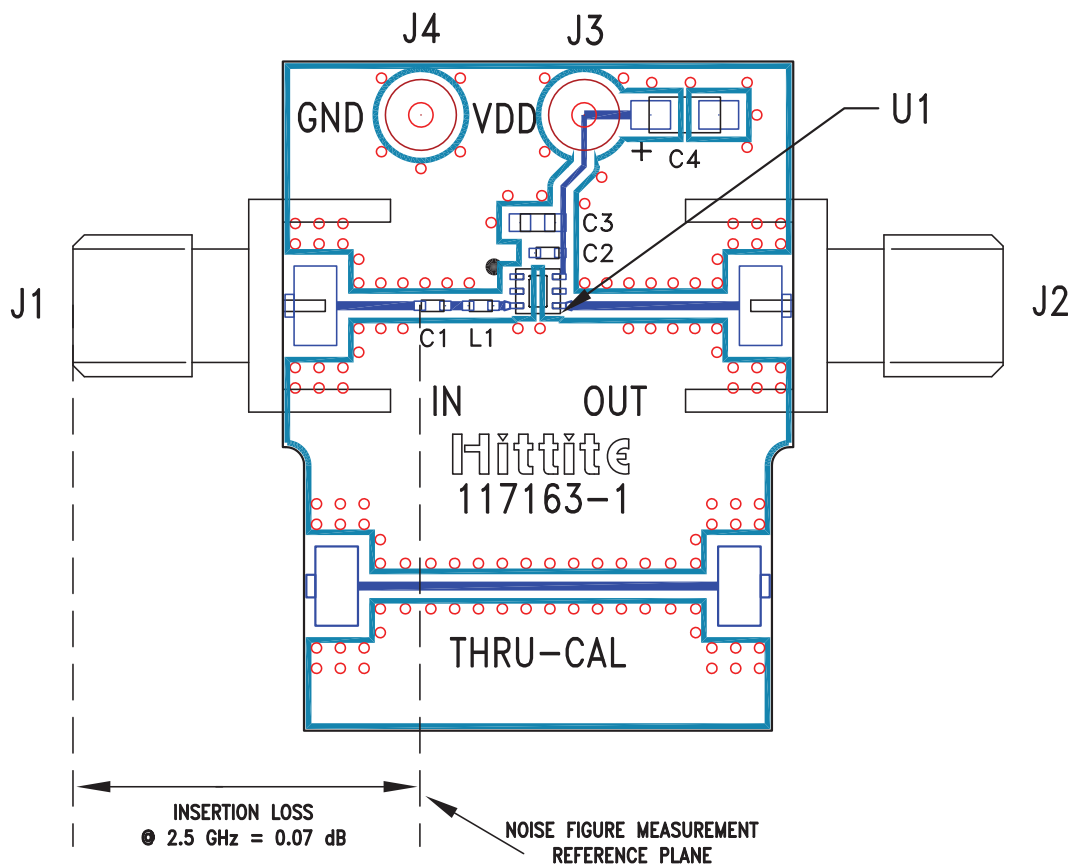 J4
J3
GND
VDD
U1
+
C4
C3
C2
J1
J2
C1
L1
IN
OUT
Hittite
117163-1
THRU-CAL
INSERTION LOSS
@ 2.5 GHz = 0.07 dB
NOISE FIGURE MEASUREMENT
REFERENCE PLANE